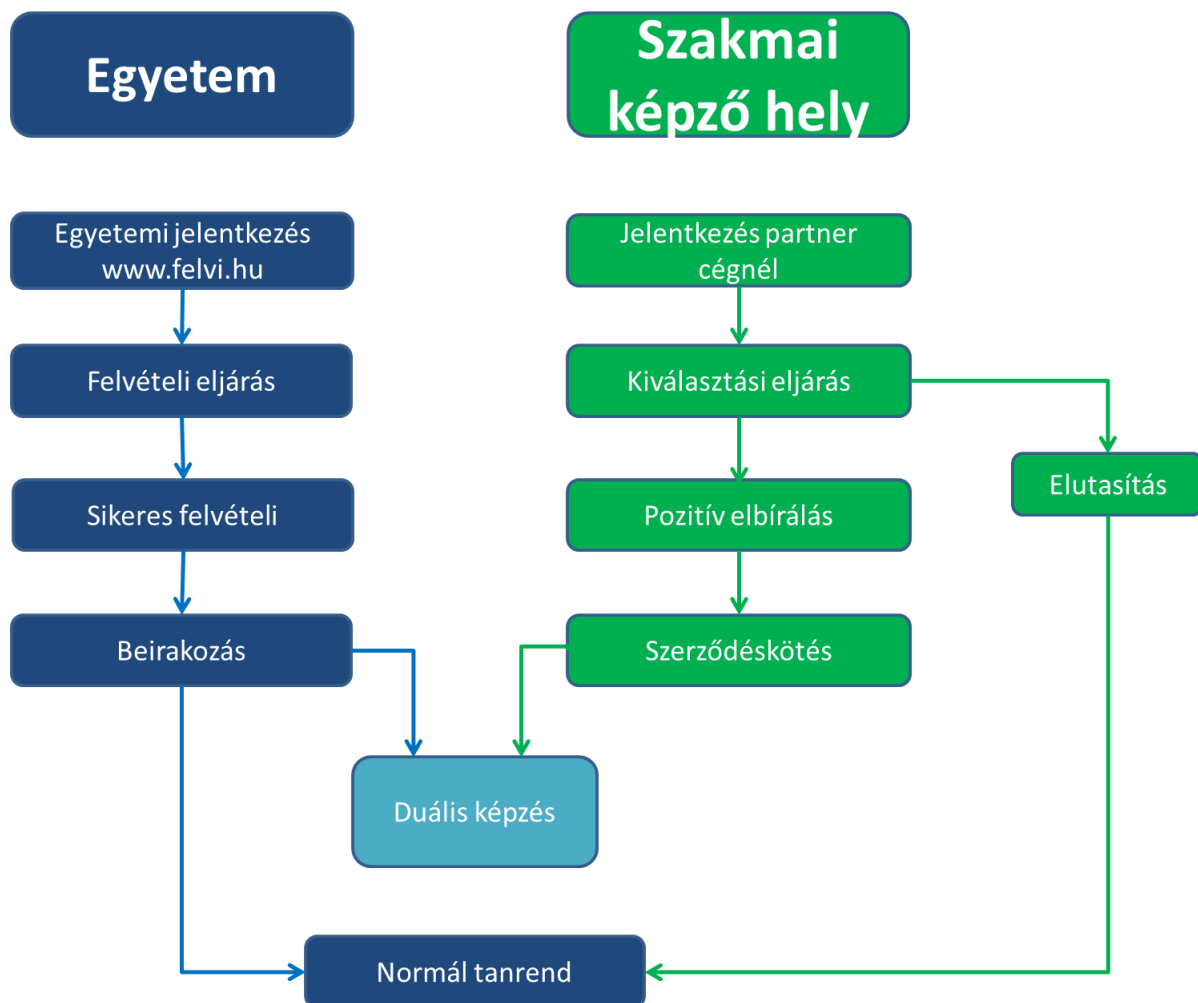 Egyetem
Szakmai
képző hely
Egyetemi jelentkezés
www.felvi.hu
Jelentkezés partner
cégnél
Felvételi eljárás
Kiválasztási eljárás
Elutasítás
Sikeres felvételi
Pozitív elbírálás
Beirakozás
Szerződéskötés
Duális képzés
Normál tanrend